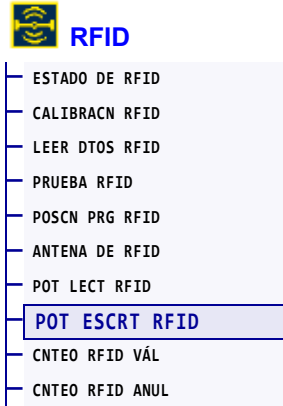 RFID
ESTADO DE RFID
CALIBRACN RFID
LEER DTOS RFID
PRUEBA RFID
POSCN PRG RFID
ANTENA DE RFID
POT LECT RFID
POT ESCRT RFID
CNTEO RFID VÁL
CNTEO RFID ANUL